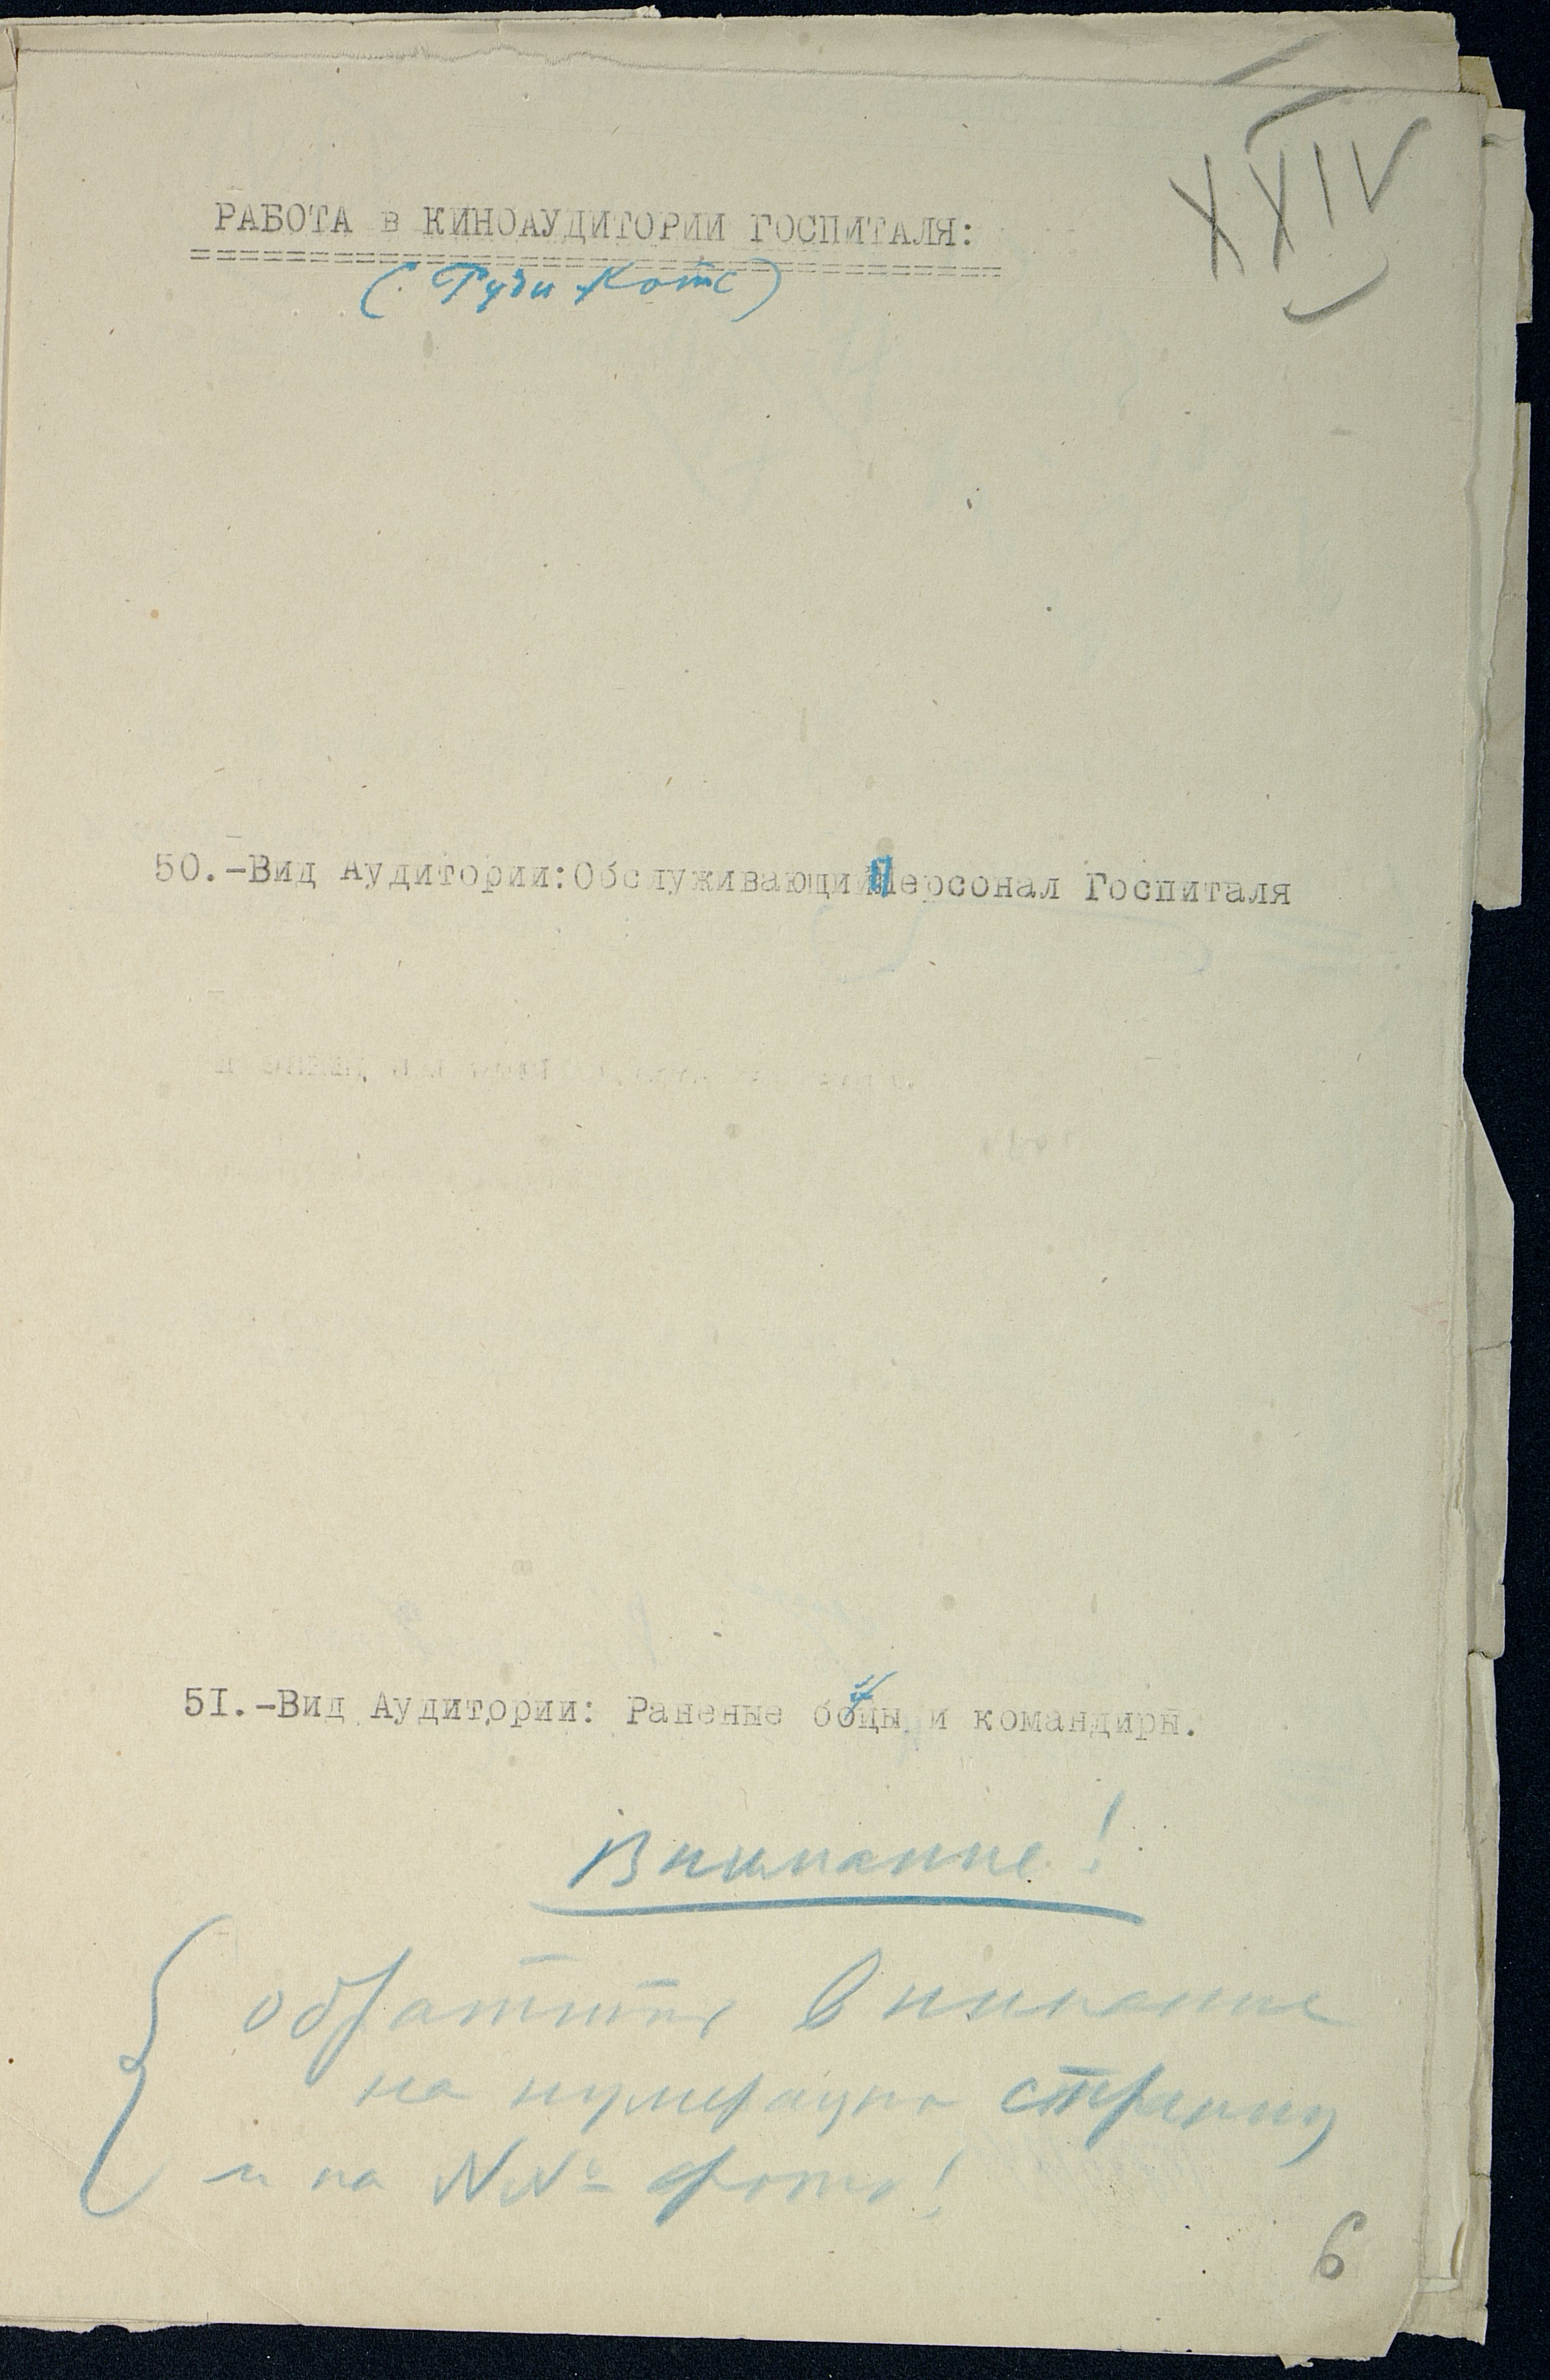 XXIV
РАБОТА в КИНОАУДИТОРИИ ГОСПИТАЛЯ:
(Руди Котс)
50.-Вид Аудитории:Обслуживающий Персонал Госпиталя
51.-Вид Аудитории: Раненые бойцы и командиры.
Внимание!
обратить внимание
на нумерацию страниц
и на NNо фото!
6